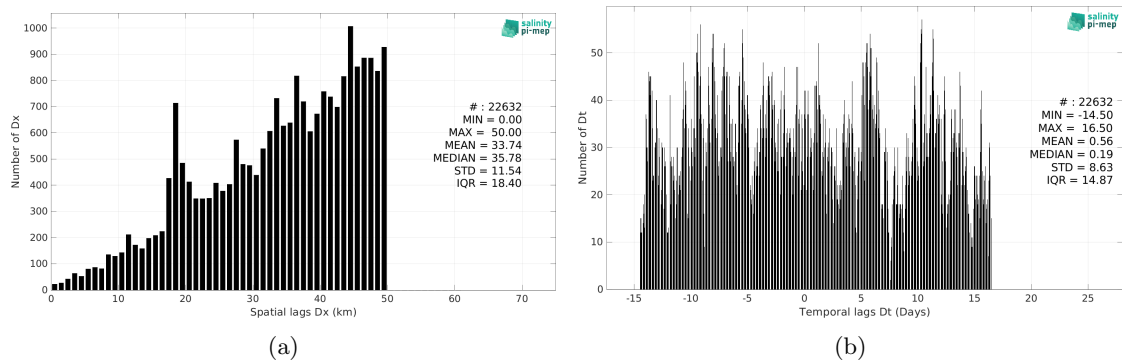 1000
900
800
700
600
500
400
300
200
100
0
Number of Dx
0 10 20 30 40 50 60 70
Spatial lags Dx (km)
salinity
pi-mep
# : 22632
MIN = 0.00
MAX = 50.00
MEAN = 33.74
MEDIAN = 35.78
STD = 11.54
IQR = 18.40
(a)
50
40
30
20
10
0
Number of Dt
-15 -10 -5 0 5 10 15 20 25
Temporal lags Dt (Days)
salinity
pi-mep
# : 22632
MIN = -14.50
MAX = 16.50
MEAN = 0.56
MEDIAN = 0.19
STD = 8.63
IQR = 14.87
(b)